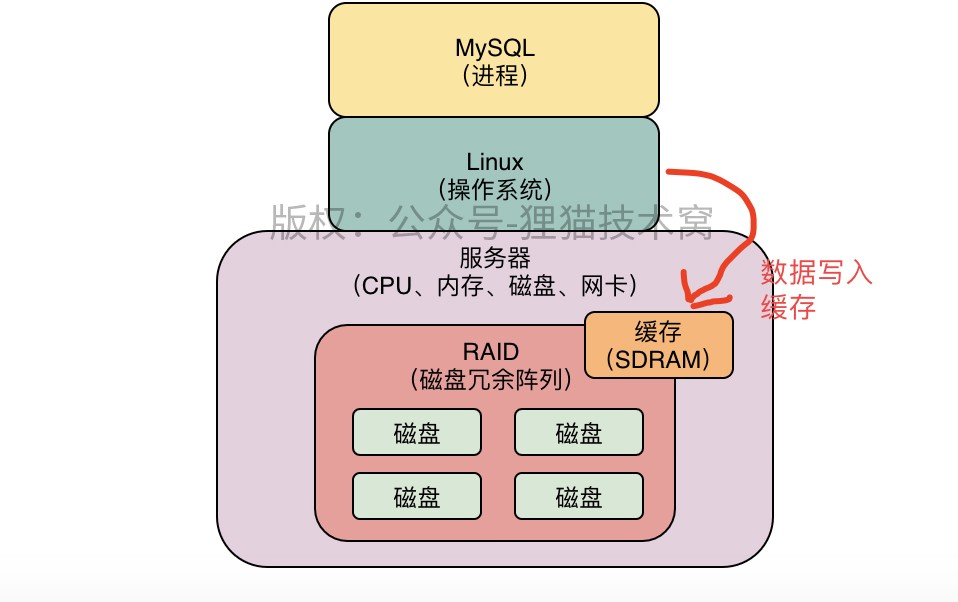 MySQL
（进程）
Linux
（操作系统）
版权：公众号-狸猫技术窝
服务器
（CPU、内存、磁盘、网卡）
数据写入
缓存
缓存
（SDRAM）
RAID
（磁盘冗余阵列）
磁盘
磁盘
磁盘
磁盘